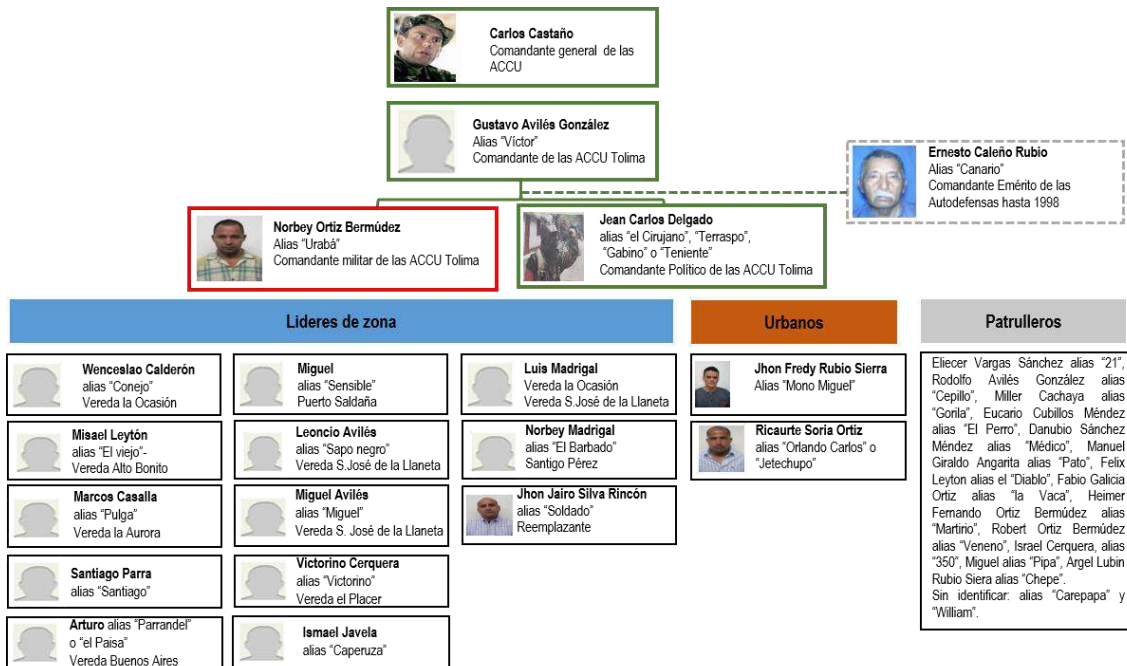 Carlos Castaño
Comandante general de las
ACCU
Gustavo Avilés González
Alias “Víctor”
Comandante de las ACCU Tolima
Ernesto Caleño Rubio
Alias “Canario”
Comandante Emérito de las
Autodefensas hasta 1998
Norbey Ortiz Bermúdez
Alias “Urabá”
Comandante militar de las ACCU Tolima
Jean Carlos Delgado
alias “el Cirujano”, “Terraspo”,
“Gabino” o “Teniente”
Comandante Político de las ACCU Tolima
Lideres de zona
Wenceslao Calderón
alias “Conejo”
Vereda la Ocasión
Misael Leytón
alias “El viejo”-
Vereda Alto Bonito
Marcos Casalla
alias “Pulga”
Vereda la Aurora
Santiago Parra
alias “Santiago”
Arturo alias “Parrandel”
o “el Paisa”
Vereda Buenos Aires
Miguel
alias “Sensible”
Puerto Saldaña
Leoncio Avilés
alias “Sapo negro”
Vereda S.José de la Llaneta
Miguel Avilés
alias “Miguel”
Vereda S. José de la Llaneta
Victorino Cerquera
alias “Victorino”
Vereda el Placer
Ismael Javela
alias “Caperuza”
Luis Madrigal
Vereda la Ocasión
Vereda S.José de la Llaneta
Norbey Madrigal
alias “El Barbado”
Santigo Pérez
Jhon Jairo Silva Rincón
alias “Soldado”
Reemplazante
Urbanos
Jhon Fredy Rubio Sierra
Alias “Mono Miguel”
Ricaurte Soria Ortiz
alias “Orlando Carlos” o
“Jetechupo”
Patrulleros
Eliecer Vargas Sánchez alias “21”,
Rodolfo Avilés González alias
“Cepillo”, Miller Cachaya alias
“Gorila”, Eucario Cubillos Méndez
alias “El Perro”, Danubio Sánchez
Méndez alias “Médico”, Manuel
Giraldo Angarita alias “Pato”, Felix
Leyton alias el “Diablo”, Fabio Galicia
Ortiz alias “la Vaca”, Heimer
Fernando Ortiz Bermúdez alias
“Martirio”, Robert Ortiz Bermúdez
alias “Veneno”, Israel Cerquera, alias
“350”, Miguel alias “Pipa”, Argel Lubin
Rubio Siera alias “Chepe”.
Sin identificar: alias “Carepapa” y
“William”.